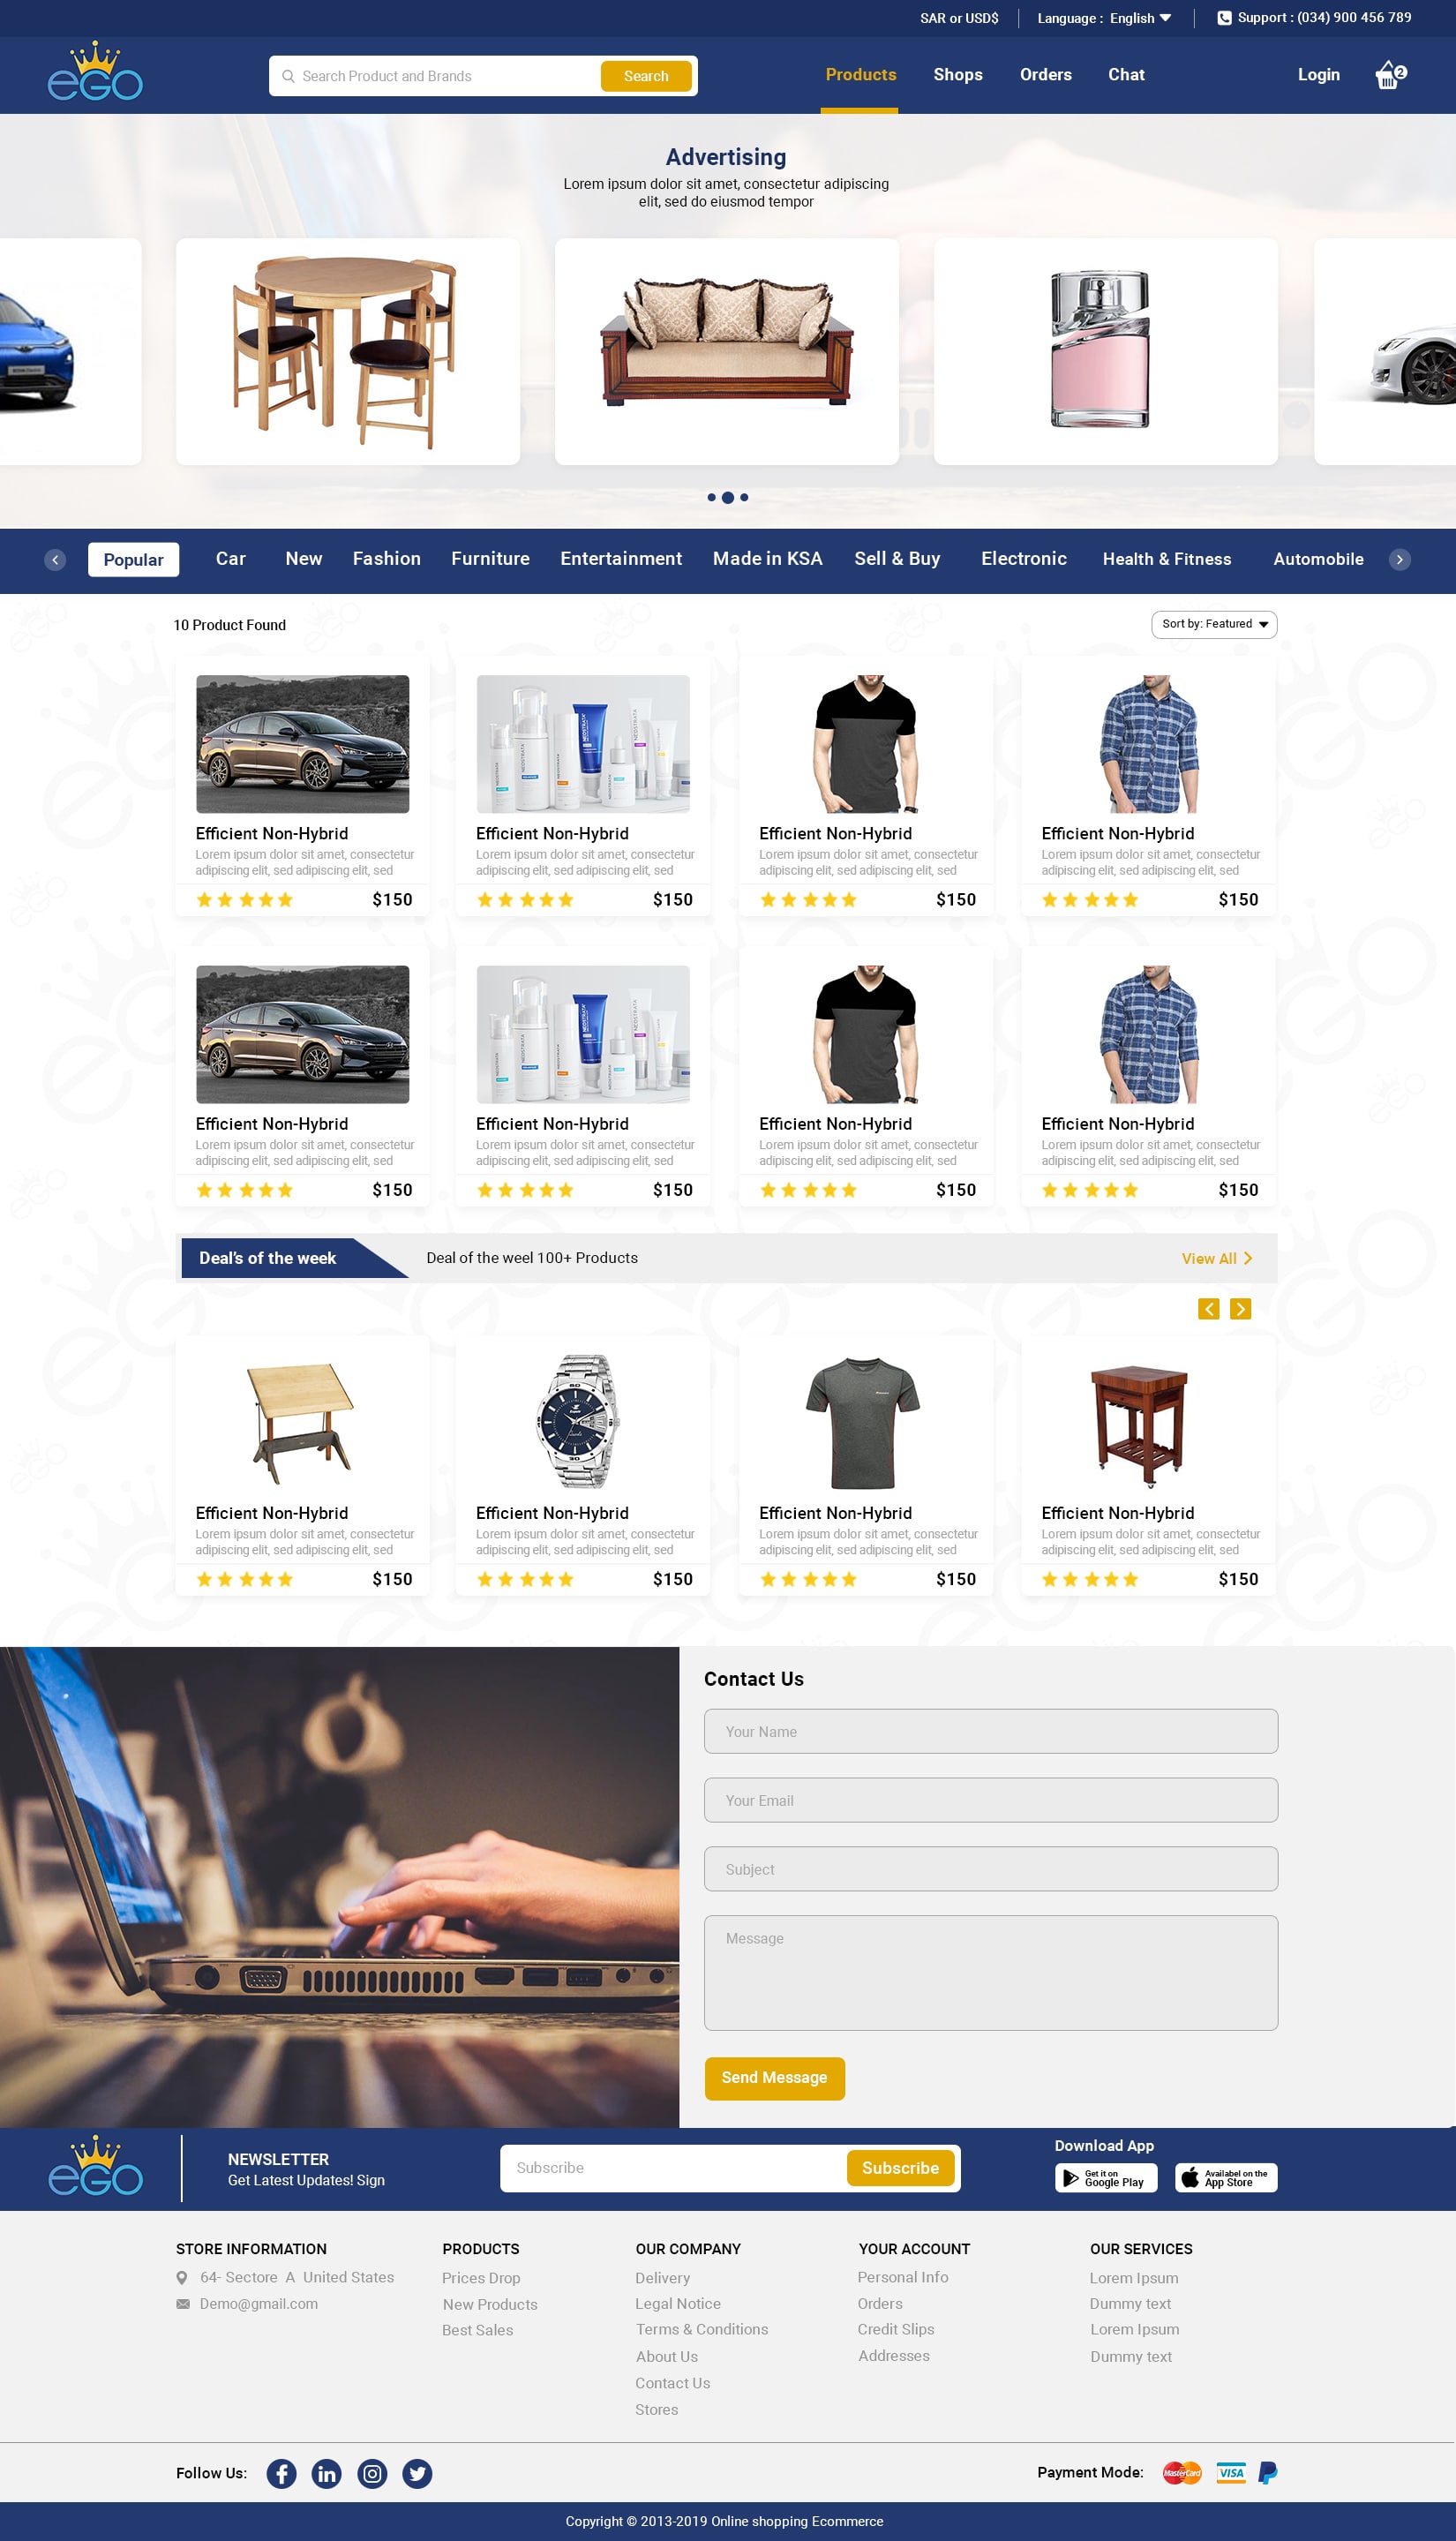 SAR or USD$
Language : English
Support : (034) 900 456 789
eGO
Search Product and Brands
Search
Products
Shops
Orders
Chat
Login
2
Advertising
Lorem ipsum dolor sit amet, consectetur adipiscing
elit, sed do eiusmod tempor
Popular
Car
New
Fashion
Furniture
Entertainment
Made in KSA
Sell & Buy
Electronic
Health & Fitness
Automobile
10 Product Found
Sort by: Featured
Efficient Non-Hybrid
Lorem ipsum dolor sit amet, consectetur
adipiscing elit, sed adipiscing elit, sed
$150
NEOSTRATA
Efficient Non-Hybrid
Lorem ipsum dolor sit amet, consectetur
adipiscing elit, sed adipiscing elit, sed
$150
Efficient Non-Hybrid
Lorem ipsum dolor sit amet, consectetur
adipiscing elit, sed adipiscing elit, sed
$150
Efficient Non-Hybrid
Lorem ipsum dolor sit amet, consectetur
adipiscing elit, sed adipiscing elit, sed
$150
Efficient Non-Hybrid
Lorem ipsum dolor sit amet, consectetur
adipiscing elit, sed adipiscing elit, sed
$150
NEOSTRATA
Efficient Non-Hybrid
Lorem ipsum dolor sit amet, consectetur
adipiscing elit, sed adipiscing elit, sed
$150
Efficient Non-Hybrid
Lorem ipsum dolor sit amet, consectetur
adipiscing elit, sed adipiscing elit, sed
$150
Efficient Non-Hybrid
Lorem ipsum dolor sit amet, consectetur
adipiscing elit, sed adipiscing elit, sed
$150
Deal's of the week
Deal of the weel 100+ Products
View All
Efficient Non-Hybrid
Lorem ipsum dolor sit amet, consectetur
adipiscing elit, sed adipiscing elit, sed
$150
Efficient Non-Hybrid
Lorem ipsum dolor sit amet, consectetur
adipiscing elit, sed adipiscing elit, sed
$150
Efficient Non-Hybrid
Lorem ipsum dolor sit amet, consectetur
adipiscing elit, sed adipiscing elit, sed
$150
Efficient Non-Hybrid
Lorem ipsum dolor sit amet, consectetur
adipiscing elit, sed adipiscing elit, sed
$150
Contact Us
Your Name
Your Email
Subject
Message
Send Message
eGO
NEWSLETTER
Get Latest Updates! Sign
Subscribe
Subscribe
Download App
Get it on
Google Play
Availabel on the
App Store
STORE INFORMATION
64- Sectore A United States
Demo@gmail.com
PRODUCTS
Prices Drop
New Products
Best Sales
OUR COMPANY
Delivery
Legal Notice
Terms & Conditions
About Us
Contact Us
Stores
YOUR ACCOUNT
Personal Info
Orders
Credit Slips
Addresses
OUR SERVICES
Lorem Ipsum
Dummy text
Lorem Ipsum
Dummy text
Follow Us:
Payment Mode:
MasterCard
VISA
Copyright © 2013-2019 Online shopping Ecommerce